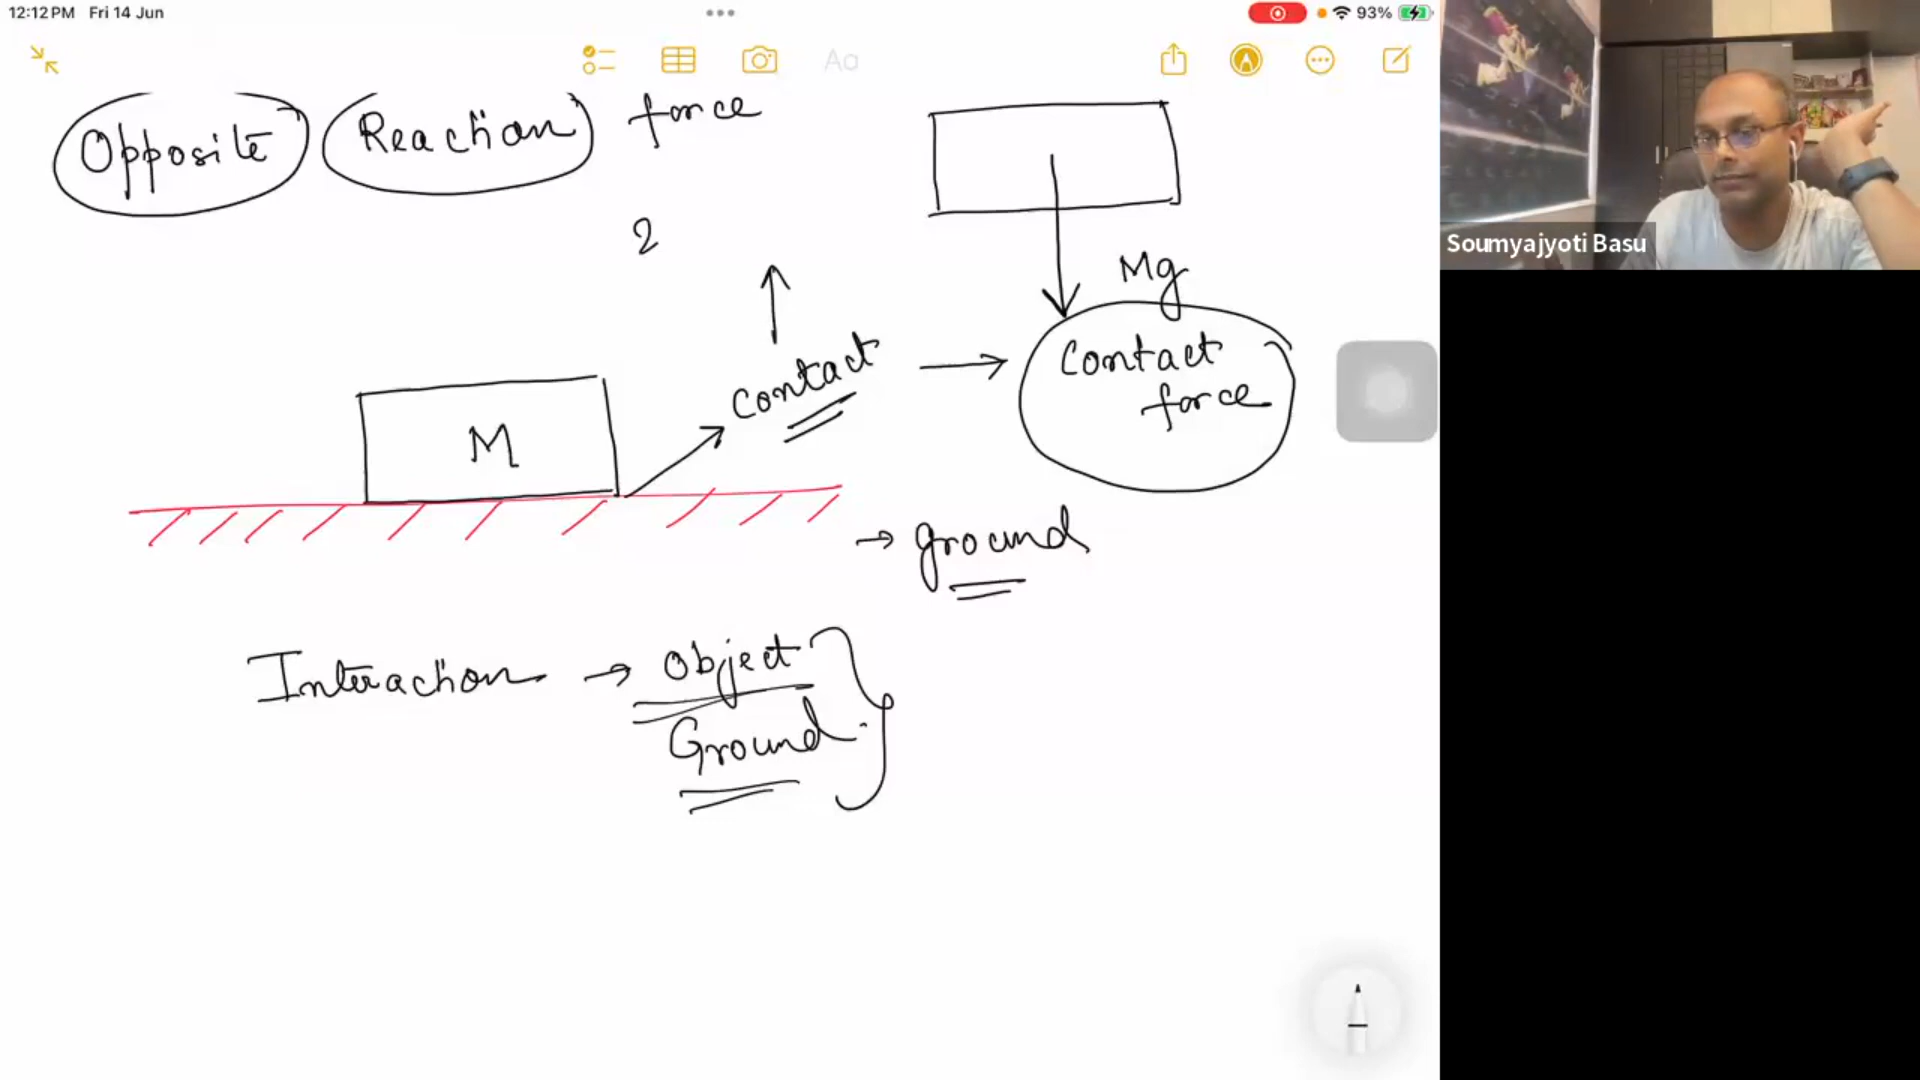 12:12 PM Fri 14 Jun
93%
Aa
Opposite Reaction force
2
Mg
Contact
Contact
force
M
ground
Interaction → Object
Ground
Soumyajyoti Basu